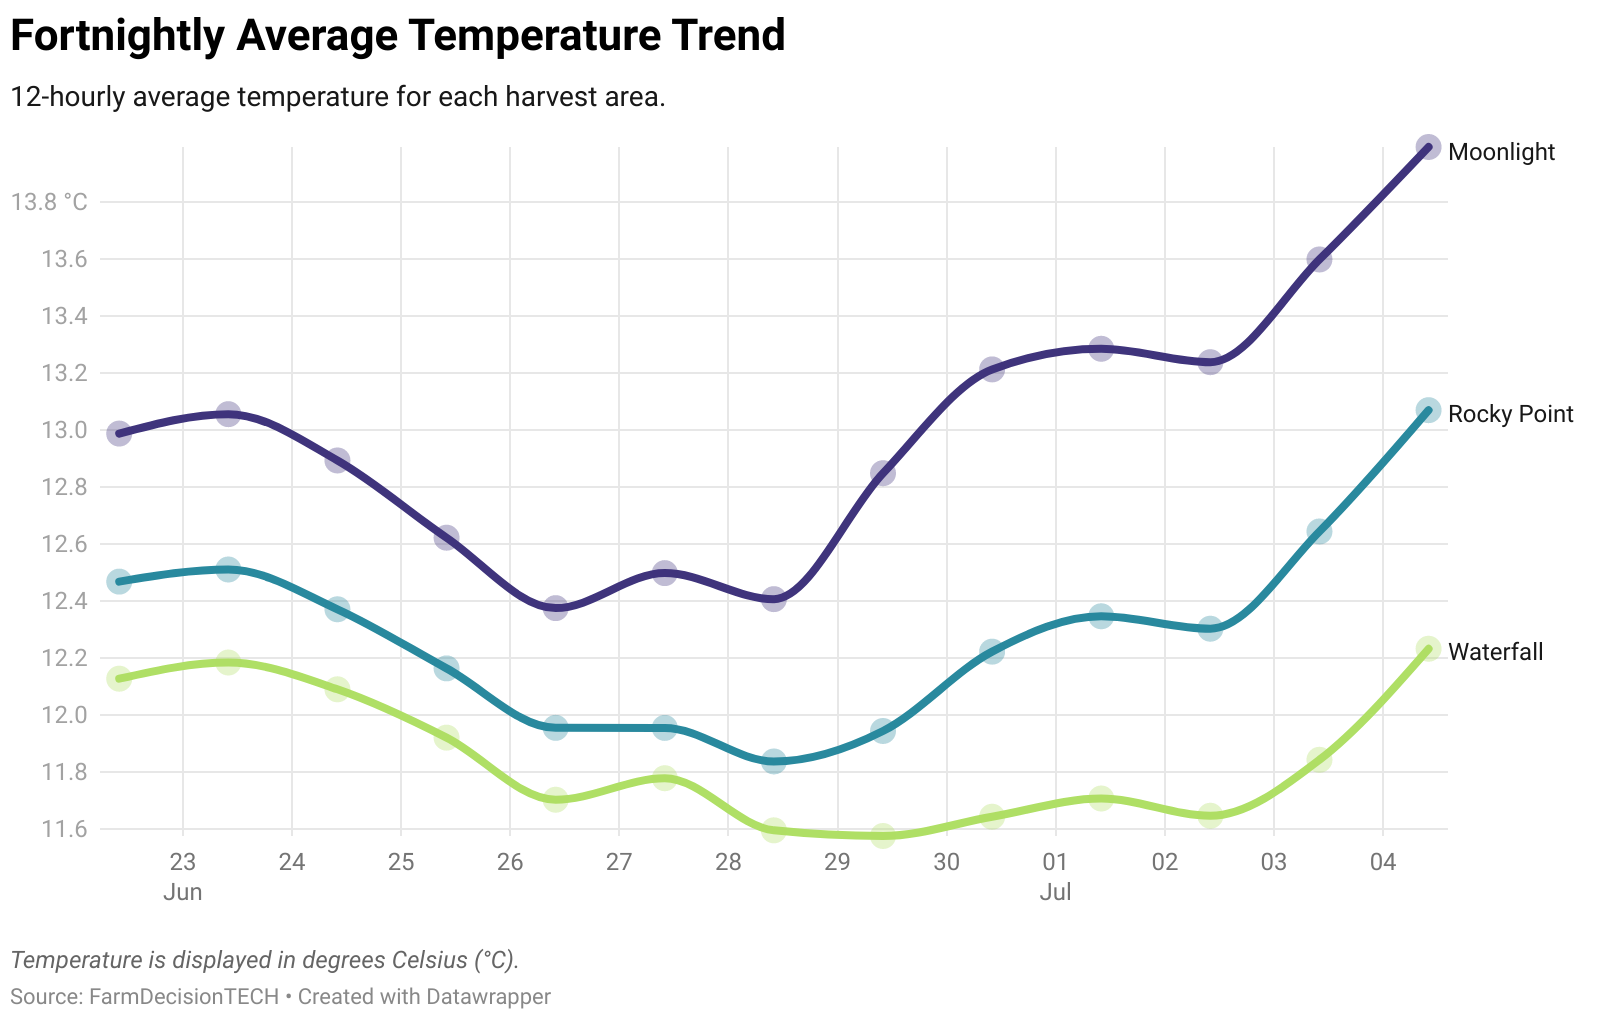 Fortnightly Average Temperature Trend
12-hourly average temperature for each harvest area.
Moonlight
13.8 °C
13.6
13.4
13.2
13.0
Rocky Point
12.8
12.6
12.4
12.2
Waterfall
12.0
11.8
11.6
23 24 25 26 27 28 29 30 01 02 03 04
Jun Jul
Temperature is displayed in degrees Celsius (°C).
Source: FarmDecisionTECH • Created with Datawrapper